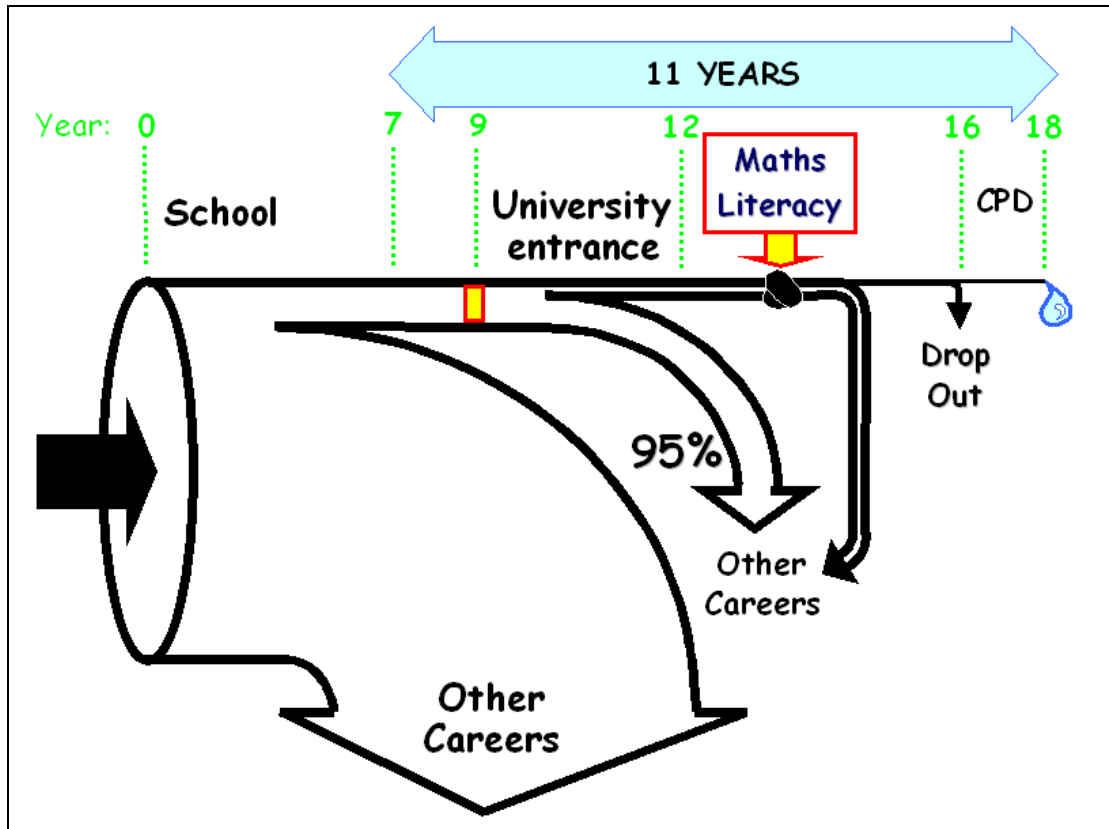 11 YEARS
Year: 0 7 9 12 16 18
Maths
Literacy
School
University
entrance
CPD
Drop
Out
95%
Other
Careers
Other
Careers